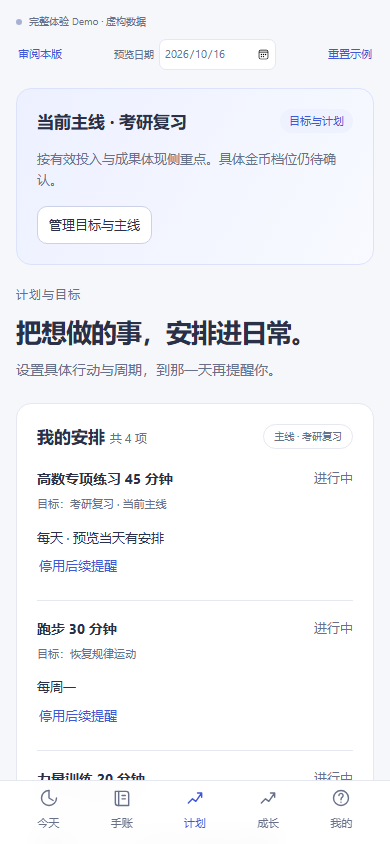 完整体验 Demo · 虚构数据
审阅本版 预览日期 2026/10/16 重置示例
当前主线 · 考研复习 目标与计划
按有效投入与成果体现侧重点。具体金币档位仍待确
认。
管理目标与主线
计划与目标
把想做的事，安排进日常。
设置具体行动与周期，到那一天再提醒你。
我的安排 共 4 项 主线 · 考研复习
高数专项练习 45 分钟 进行中
目标：考研复习 · 当前主线
每天 · 预览当天有安排
停用后续提醒
跑步 30 分钟 进行中
目标：恢复规律运动
每周一
停用后续提醒
力量训练 20 分钟 进行中
今天 手账 计划 成长 我的